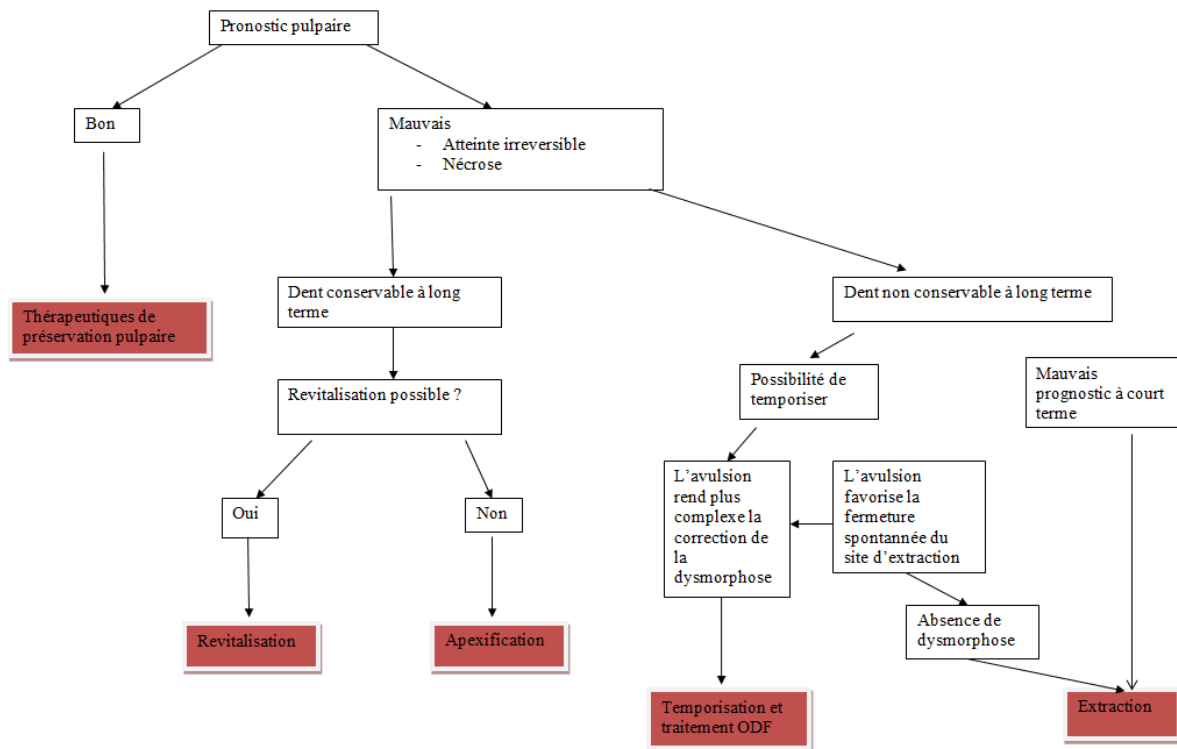 Pronostic pulpaire
Bon
Mauvais
- Atteinte irreversible
- Nécrose
Dent conservable à long
terme
Dent non conservable à long terme
Thérapeutiques de
préservation pulpaire
Revitalisation possible ?
Possibilité de
temporiser
Mauvais
prognostic à court
terme
L’avulsion
rend plus
complexe la
correction de
la
dysmorphose
L’avulsion
favorise la
fermeture
spontannée du
site d’extraction
Oui
Non
Absence de
dysmorphose
Revitalisation
Apexification
Temporisation et
traitement ODF
Extraction